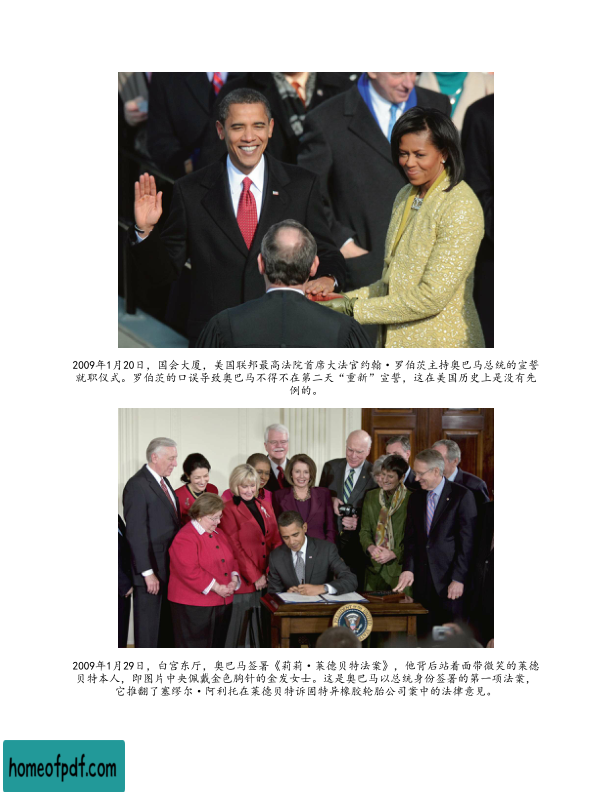 2009年1月20日，国会大厦，美国联邦最高法院首席大法官约翰·罗伯茨主持奥巴马总统的宣誓
就职仪式。罗伯茨的口误导致奥巴马不得不在第二天“重新”宣誓，这在美国历史上是没有先
例的。
2009年1月29日，白宫东厅，奥巴马签署《莉莉·莱德贝特法案》，他背后站着面带微笑的莱德
贝特本人，即图片中央佩戴金色胸针的金发女士。这是奥巴马以总统身份签署的第一项法案，
它推翻了塞缪尔·阿利托在莱德贝特诉固特异橡胶轮胎公司案中的法律意见。
homeofpdf.com